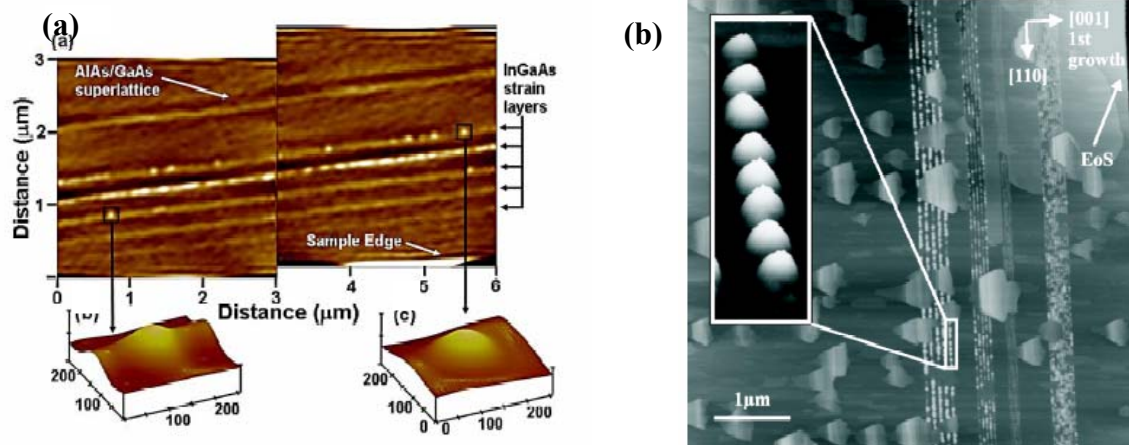 (a)
(a)
AlAs/GaAs
superlattice
InGaAs
strain
layers
Sample Edge
Distance (μm)
3
2
1
0
1
2
3
5
6
Distance (μm)
(c)
200
100
100
200
200
100
0
0
100
200
(b)
[001]
1st
growth
[110]
EoS
1μm